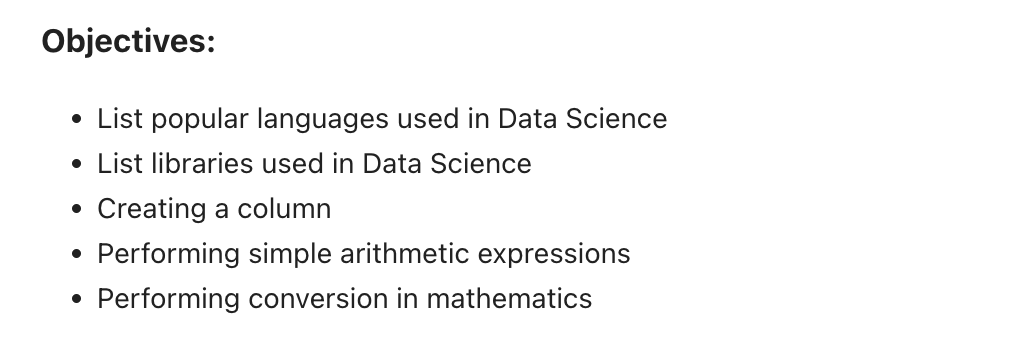 Objectives:
• List popular languages used in Data Science
• List libraries used in Data Science
• Creating a column
• Performing simple arithmetic expressions
• Performing conversion in mathematics